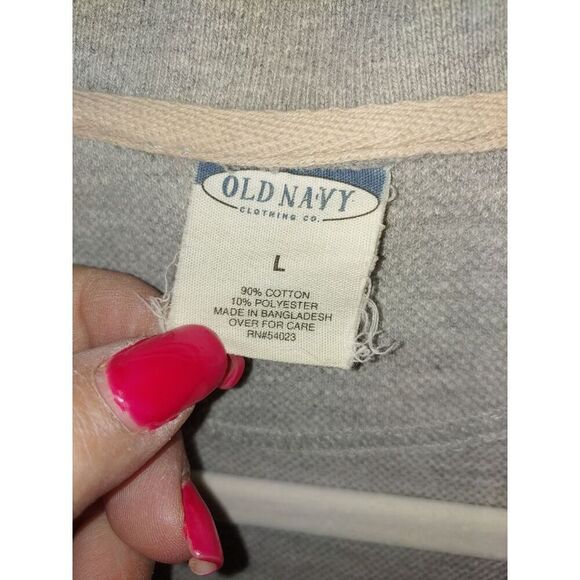 OLD NAVY
CLOTHING CO.
L
90% COTTON
10% POLYESTER
MADE IN BANGLADESH
OVER FOR CARE
RN#54023